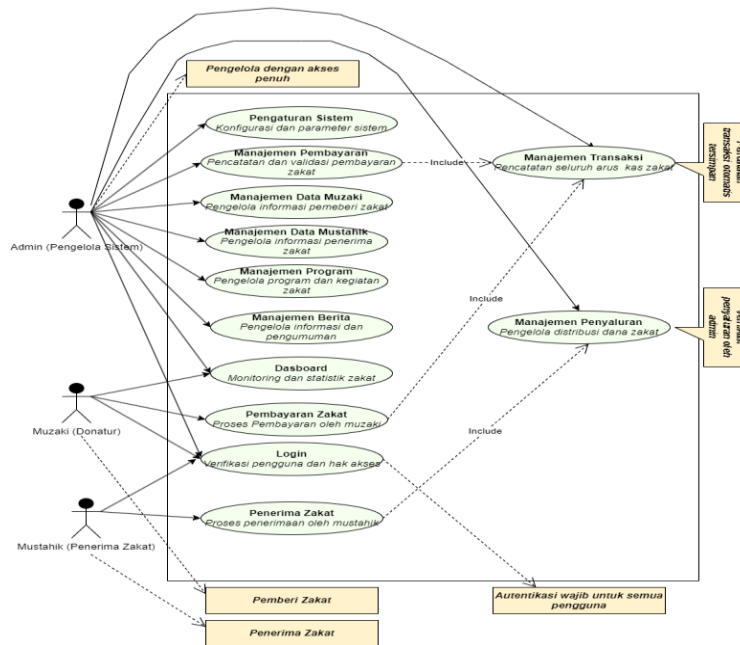 Pengelola dengan akses
penuh
Pengaturan Sistem
Konfigurasi dan parameter sistem
Manajemen Pembayaran
Pencatatan dan validasi pembayaran
zakat
Include
Manajemen Transaksi
Pencatatan seluruh arus kas zakat
transaksi otomatis
tersimpan
Manajemen Data Muzaki
Pengelola informasi pemeberi zakat
Admin (Pengelola Sistem)
Manajemen Data Mustahik
Pengelola informasi penerima
zakat
Manajemen Program
Pengelola program dan kegiatan
zakat
Include
Manajemen Berita
Pengelola informasi dan
pengumuman
Manajemen Penyaluran
Pengelola distribusi dana zakat
penyaluran oleh
admin
Dasboard
Monitoring dan statistik zakat
Muzaki (Donatur)
Pembayaran Zakat
Proses Pembayaran oleh muzaki
Include
Login
Verifikasi pengguna dan hak akses
Mustahik (Penerima Zakat)
Penerima Zakat
Proses penerimaan oleh mustahik
Pemberi Zakat
Autentikasi wajib untuk semua
pengguna
Penerima Zakat